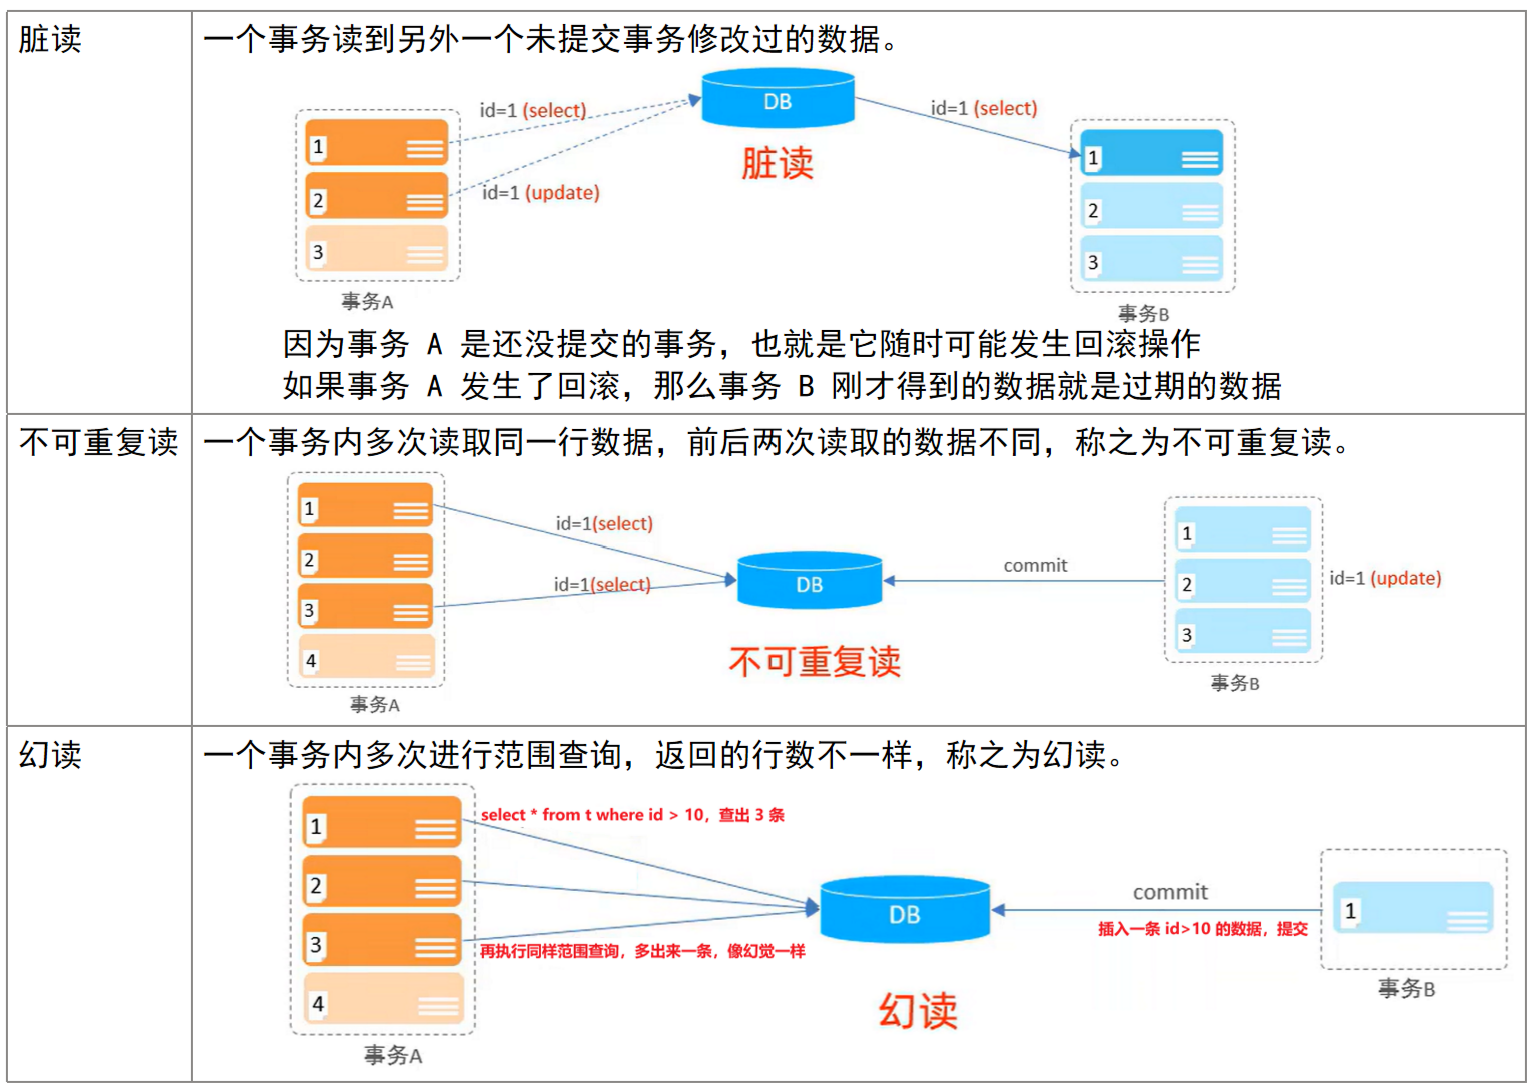 脏读
一个事务读到另外一个未提交事务修改过的数据。
DB
id=1 (select)
id=1 (select)
1
2
3
id=1 (update)
脏读
1
2
3
事务A
事务B
因为事务 A 是还没提交的事务，也就是它随时可能发生回滚操作
如果事务 A 发生了回滚，那么事务 B 刚才得到的数据就是过期的数据
不可重复读
一个事务内多次读取同一行数据，前后两次读取的数据不同，称之为不可重复读。
1
2
3
4
id=1(select)
id=1(select)
DB
commit
1
2
3
id=1 (update)
不可重复读
事务A
事务B
幻读
一个事务内多次进行范围查询，返回的行数不一样，称之为幻读。
1
2
3
4
select * from t where id > 10，查出 3 条
再执行同样范围查询，多出来一条，像幻觉一样
DB
commit
插入一条 id>10 的数据，提交
1
幻读
事务A
事务B